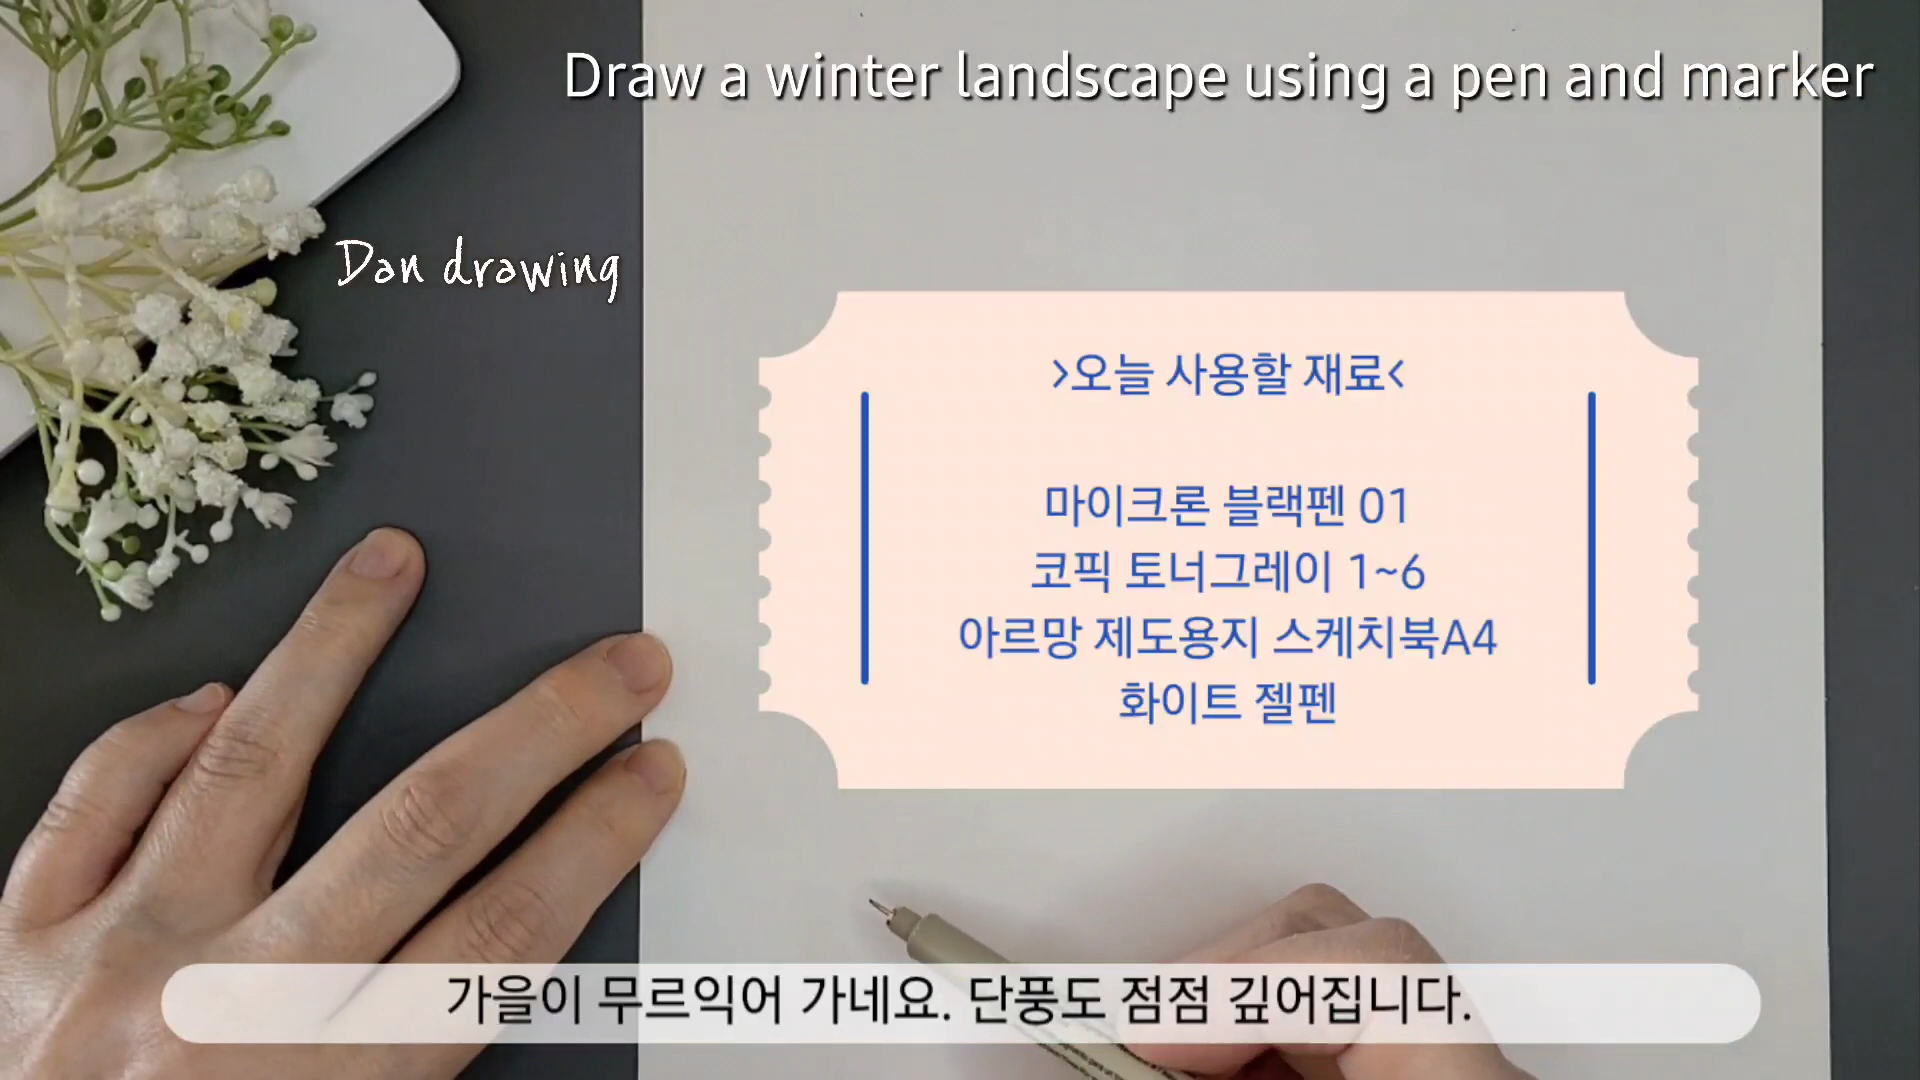 Draw a winter landscape using a pen and marker
Dan drawing
>오늘 사용할 재료<
마이크론 블랙펜 01
코픽 토너그레이 1~6
아르망 제도용지 스케치북A4
화이트 젤펜
가을이 무르익어 가네요. 단풍도 점점 깊어집니다.